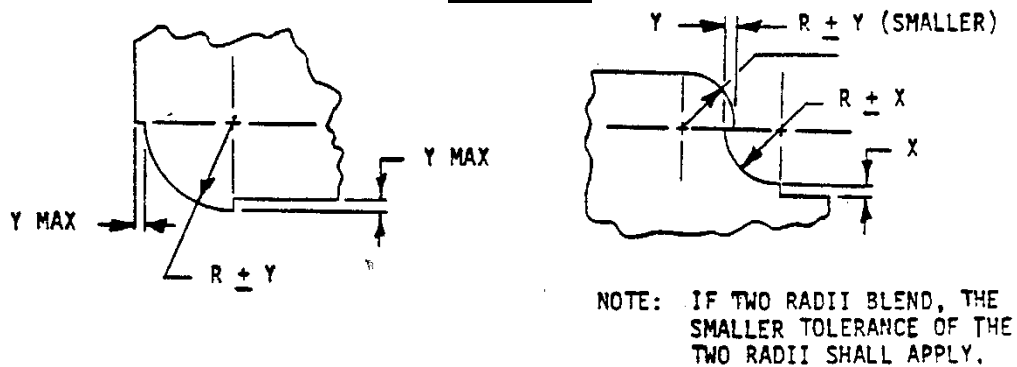 Y MAX
Y MAX
R ± Y
Y
R ± Y (SMALLER)
R ± X
X
NOTE: IF TWO RADII BLEND, THE
SMALLER TOLERANCE OF THE
TWO RADII SHALL APPLY.